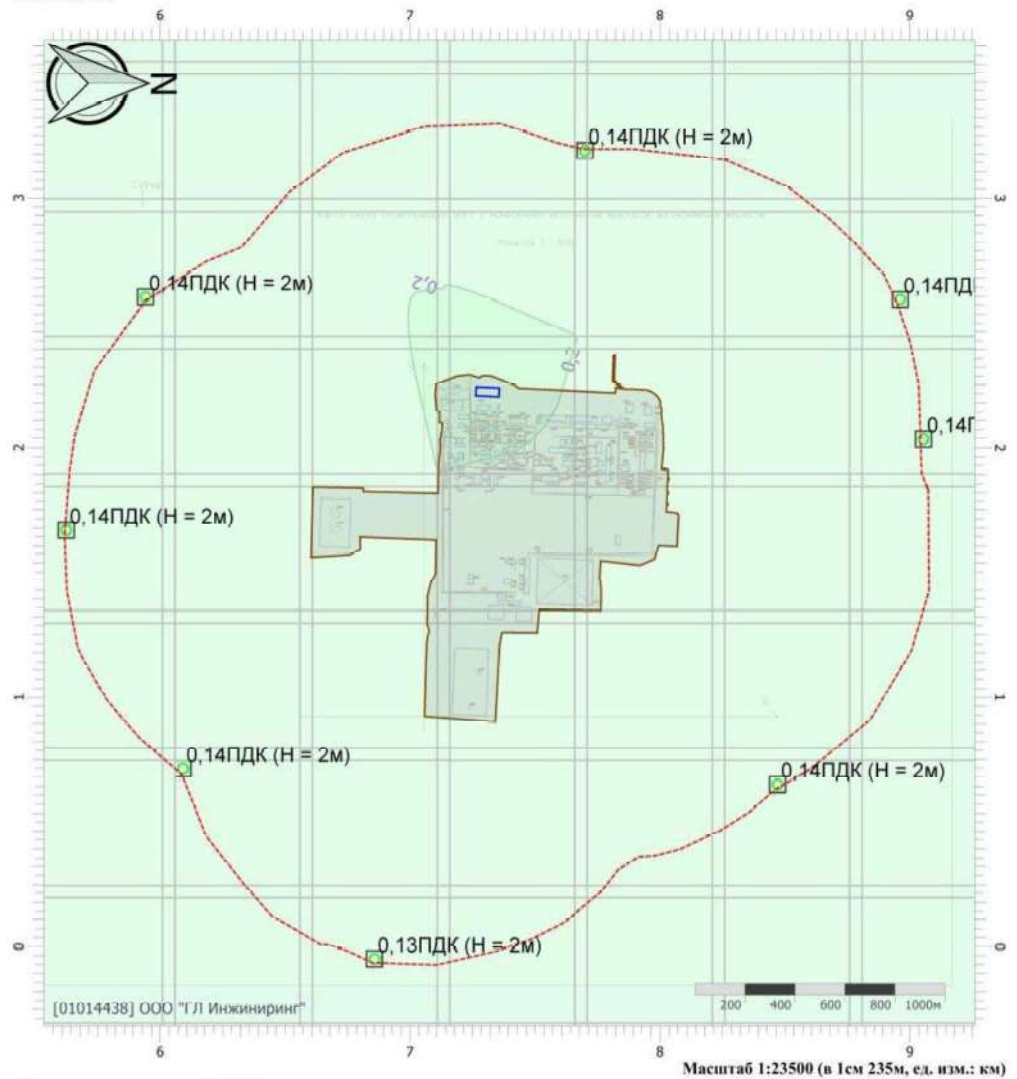 6 7 8 9
N
0,14ПДК (H = 2м)
3 3
0,14ПДК (H = 2м)
0,2
0,14ПД
0,2
0,14Г
2 2
0,14ПДК (H = 2м)
1 1
0,14ПДК (H = 2м)
0,14ПДК (H = 2м)
0,13ПДК (H = 2м)
0 0
[01014438] ООО "ГЛ Инжиниринг"
200 400 600 800 1000м
6 7 8 9
Масштаб 1:23500 (в 1см 235м, ед. изм.: км)